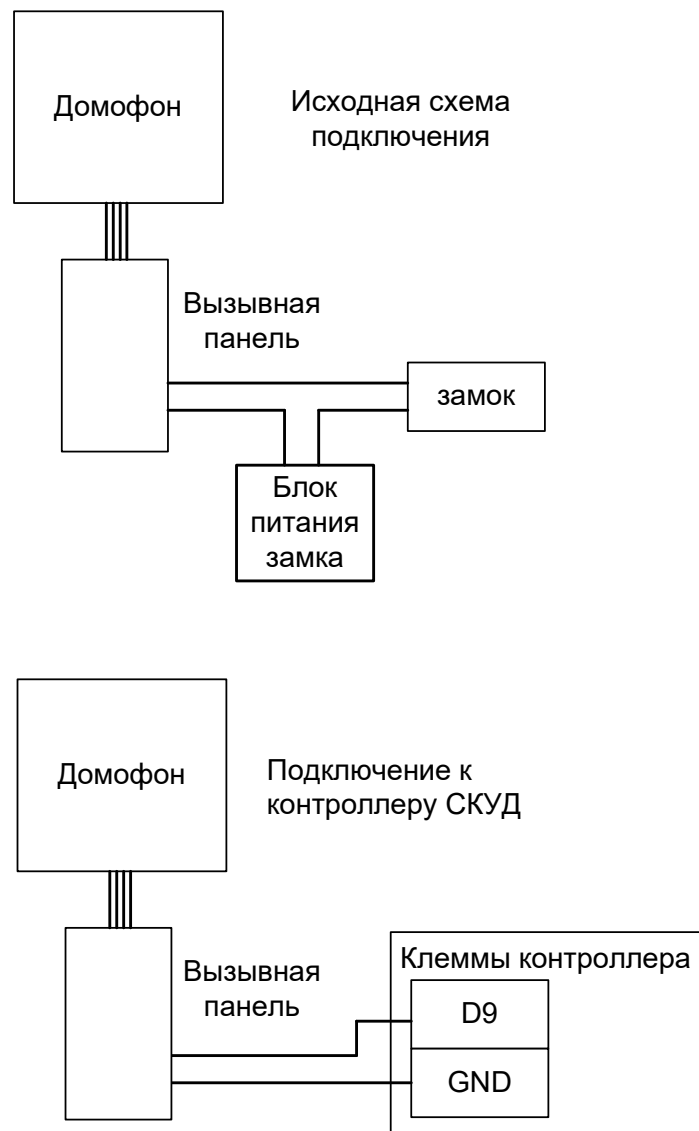 Домофон
Исходная схема
подключения
Вызывная
панель
замок
Блок
питания
замка
Домофон
Подключение к
контроллеру СКУД
Вызывная
панель
Клеммы контроллера
D9
GND